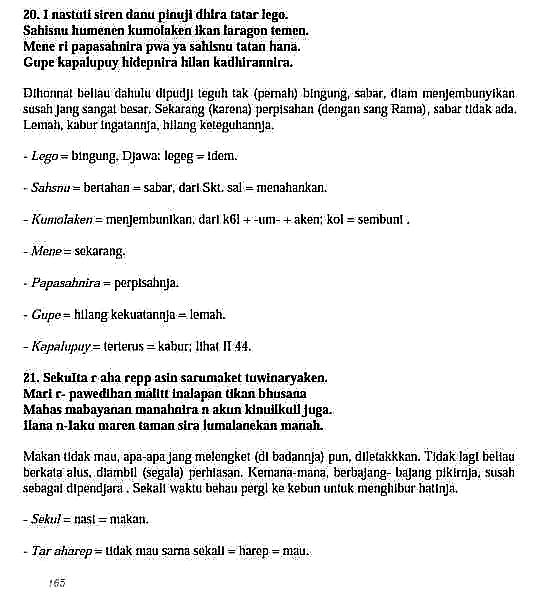 20. I nastuti siren danu pinuji dhira tatar lego.
Sahisnu humenen kumolaken ikan laragon temen.
Mene ri papasahnira pwa ya sahisnu tatan hana.
Gupe kapalupuy hidepnira hilan kadhirannira.
Dihormat beliau dahulu dipudji teguh tak (pernah) bingung, sabar, diam menjembunyikan
susah jang sangat besar. Sekarang (karena) perpisahan (dengan sang Rama), sabar tidak ada.
Lemah, kabur ingatannja, hilang keteguhannja.
- Lego = bingung, Djawa: legeg = idem.
- Sahsnu = bertahan = sabar, dari Skt. sal = menahankan.
- Kumolaken = menjembunikan, dari k6l + -um- + aken; kol = sembuni .
- Mene = sekarang.
- Papasahnira = perpisahnja.
- Gupe = hilang kekuatannja = lemah.
- Kapalupuy = terterus = kabur; lihat II 44.
21. Sekulta r aha repp asin sarumaket tuwinaryaken.
Mari r- pawedihan malitt inalapan tikan bhusana
Mahas mabayanan manahnira n akun kinuilkuli juga.
Ilana n-laku maren taman sira lumalanekan manah.
Makan tidak mau, apa-apa jang melengket (di badannja) pun, diletakkkan. Tidak lagi beliau
berkata alus, diambil (segala) perhiasan. Kemana-mana, berbajang- bajang pikirnja, susah
sebagai dipendjara . Sekali waktu beliau pergi ke kebun untuk menghibur hatinja.
- Sekul = nasi = makan.
- Tar aharep = tidak mau sama sekali = harep = mau.
165